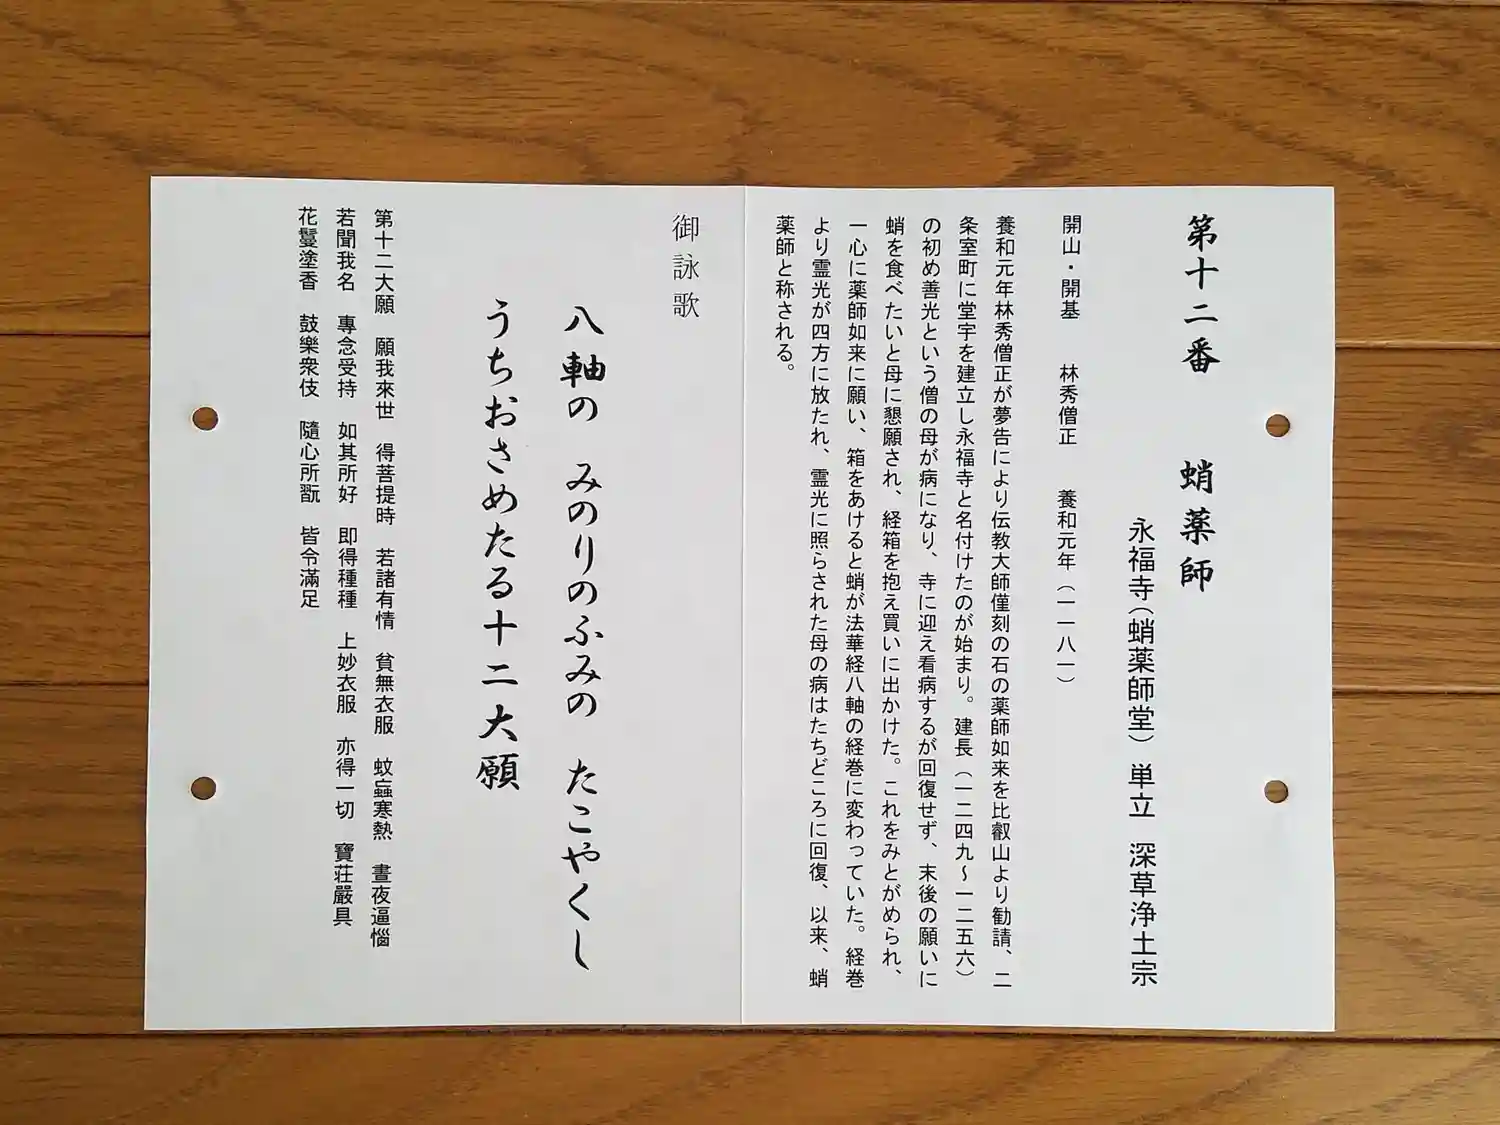 第十二番　蛸薬師
永福寺（蛸薬師堂）単立　深草浄土宗
開山・開基　林秀僧正　養和元年（一一八一）
養和元年林秀僧正が夢告により伝教大師僅刻の石の薬師如来を比叡山より勧請、二
条室町に堂宇を建立し永福寺と名付けたのが始まり。建長（一二四九～一二五六）
の初め善光という僧の母が病になり、寺に迎え看病するが回復せず、末後の願いに
蛸を食べたいと母に懇願され、経箱を抱え買いに出かけた。これをみとがめられ、
一心に薬師如来に願い、箱をあけると蛸が法華経八軸の経巻に変わっていた。経巻
より霊光が四方に放たれ、霊光に照らされた母の病はたちどころに回復、以来、蛸
薬師と称される。
御詠歌
八軸の　みのりのふみの　たこやくし
うちおさめたる十二大願
第十二大願　願我來世　得菩提時　若諸有情　貧無衣服　蚊蝱寒熱　晝夜逼惱
若聞我名　專念受持　如其所好　即得種種　上妙衣服　亦得一切　寶莊嚴具
花鬘塗香　鼓樂衆伎　隨心所翫　皆令滿足